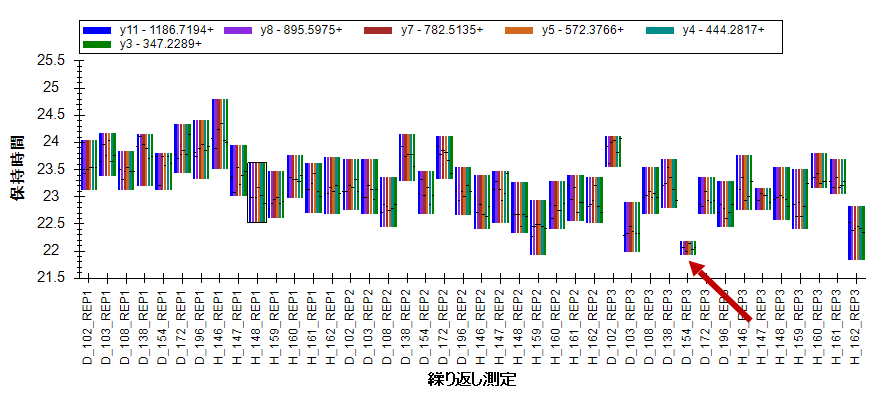 y11 - 1186.7194+ y8 - 895.5975+ y7 - 782.5135+ y5 - 572.3766+ y4 - 444.2817+
y3 - 347.2289+
25.5
25
24.5
24
23.5
23
22.5
22
21.5
保持時間
D_102_REP1
D_103_REP1
D_108_REP1
D_138_REP1
D_154_REP1
D_172_REP1
D_196_REP1
H_146_REP1
H_147_REP1
H_148_REP1
H_159_REP1
H_160_REP1
H_161_REP1
H_162_REP1
D_102_REP2
D_103_REP2
D_108_REP2
D_138_REP2
D_154_REP2
D_172_REP2
D_196_REP2
H_146_REP2
H_147_REP2
H_148_REP2
H_159_REP2
H_160_REP2
H_161_REP2
H_162_REP2
D_102_REP3
D_103_REP3
D_108_REP3
D_138_REP3
D_154_REP3
D_172_REP3
D_196_REP3
H_146_REP3
H_147_REP3
H_148_REP3
H_159_REP3
H_160_REP3
H_161_REP3
H_162_REP3
繰り返し測定